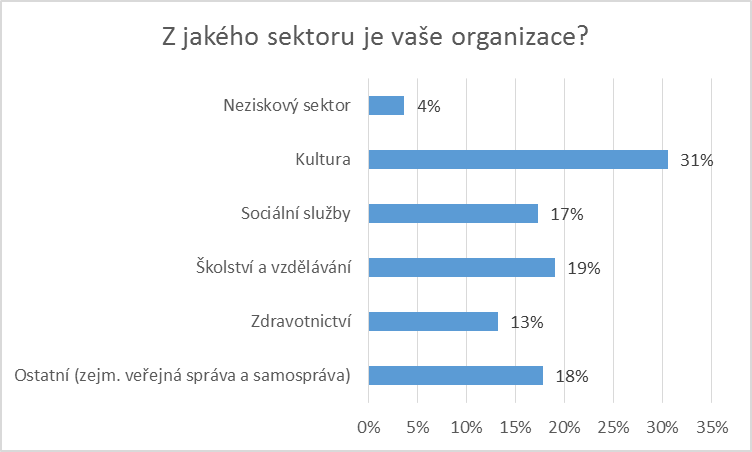 Z jakého sektoru je vaše organizace?
Neziskový sektor 4%
Kultura 31%
Sociální služby 17%
Školství a vzdělávání 19%
Zdravotnictví 13%
Ostatní (zejm. veřejná správa a samospráva) 18%
0% 5% 10% 15% 20% 25% 30% 35%